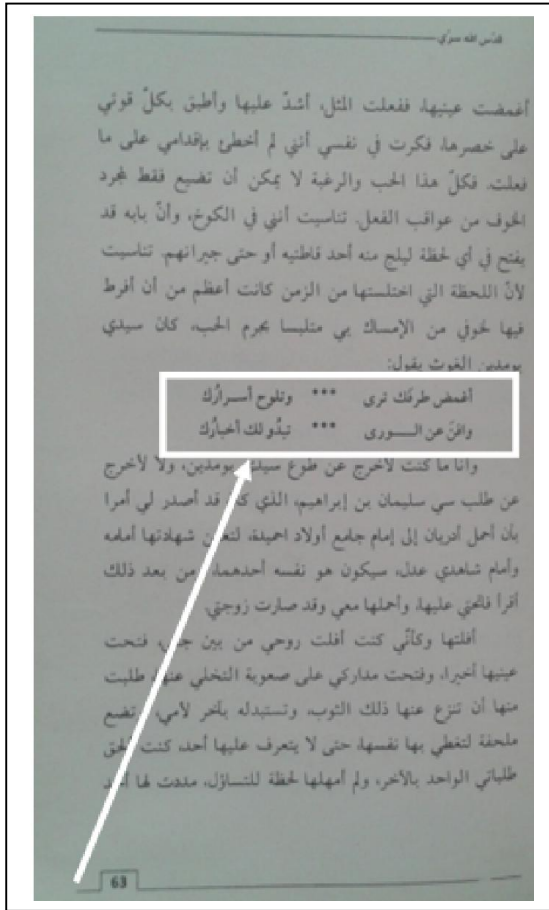 قدّس الله سرّي
أغمضت عينيها، ففعلت المثل، أشدّ عليها وأطبق بكلّ قوتي
على خصرها، فكرت في نفسي أنني لم أخطئ بإقدامي على ما
فعلت. فكلّ هذا الحب والرغبة لا يمكن أن تضيع فقط لمجرد
الخوف من عواقب الفعل. تناسيت أنني في الكوخ، وأنّ بابه قد
يفتح في أي لحظة ليلج منه أحد قاطنيه أو حتى جيرانهم. تناسيت
لأنّ اللحظة التي اختلستها من الزمن كانت أعظم من أن أفرط
فيها لخوفي من الإمساك بي متلبسا بجرم الحب، كان سيدي
بومدين الغوث يقول:
أغمض طرفك ترى *** وتلوح أسرارُك
وافنَ عن الـــورى *** تبدُو لك أخبارُك
وأنا ما كنت لأخرج عن طوع سيدي بومدين، ولا لأخرج
عن طلب سي سليمان بن إبراهيم، الذي كان قد أصدر لي أمرا
بأن أحمل أدريان إلى إمام جامع أولاد احميدة، لتعلن شهادتها أمامه
وأمام شاهدي عدل، سيكون هو نفسه أحدهما، من بعد ذلك
أقرأ فاتحتي عليها، وأحملها معي وقد صارت زوجتي.
أفلتها وكأنّي كنت أفلت روحي من بين جنبي، فتحت
عينيها أخيرا، وفتحت مداركي على صعوبة التخلي عنها، طلبت
منها أن تنزع عنها ذلك الثوب، وتستبدله بآخر لأمي، تضع
ملحفة لتغطي بها نفسها، حتى لا يتعرف عليها أحد، كنت ألحق
طلباتي الواحد بالآخر، ولم أمهلها لحظة للتساؤل، مددت لها
63